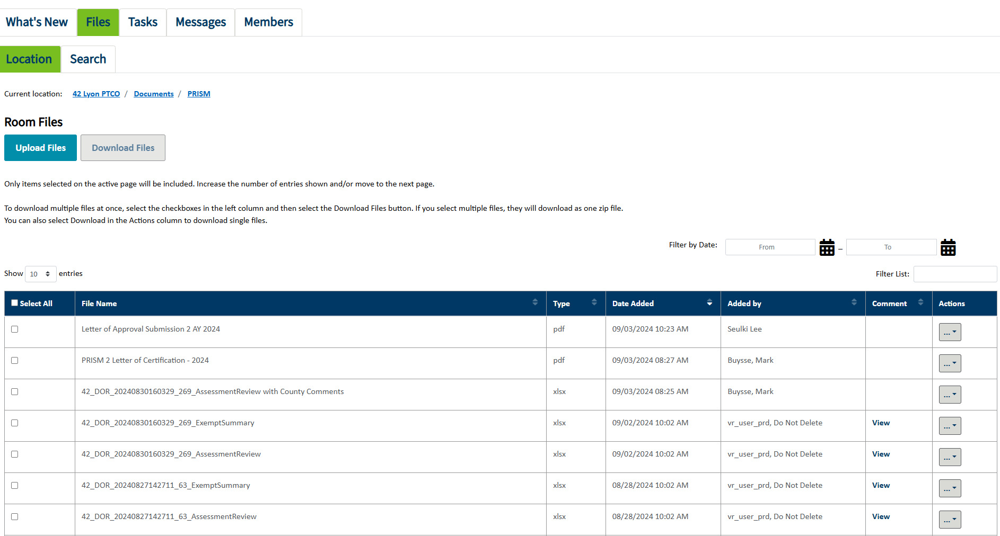 What's New Files Tasks Messages Members
Location Search
Current location: 42 Lyon PTCO / Documents / PRISM
Room Files
Upload Files Download Files
Only items selected on the active page will be included. Increase the number of entries shown and/or move to the next page.
To download multiple files at once, select the checkboxes in the left column and then select the Download Files button. If you select multiple files, they will download as one zip file.
You can also select Download in the Actions column to download single files.
Filter by Date: From – To
Show 10 entries Filter List:
Select All File Name Type Date Added Added by Comment Actions
Letter of Approval Submission 2 AY 2024 pdf 09/03/2024 10:23 AM Seulki Lee ...
PRISM 2 Letter of Certification - 2024 pdf 09/03/2024 08:27 AM Buysse, Mark ...
42_DOR_20240830160329_269_AssessmentReview with County Comments xlsx 09/03/2024 08:25 AM Buysse, Mark ...
42_DOR_20240830160329_269_ExemptSummary xlsx 09/02/2024 10:02 AM vr_user_prd, Do Not Delete View ...
42_DOR_20240830160329_269_AssessmentReview xlsx 09/02/2024 10:02 AM vr_user_prd, Do Not Delete View ...
42_DOR_20240827142711_63_ExemptSummary xlsx 08/28/2024 10:02 AM vr_user_prd, Do Not Delete View ...
42_DOR_20240827142711_63_AssessmentReview xlsx 08/28/2024 10:02 AM vr_user_prd, Do Not Delete View ...